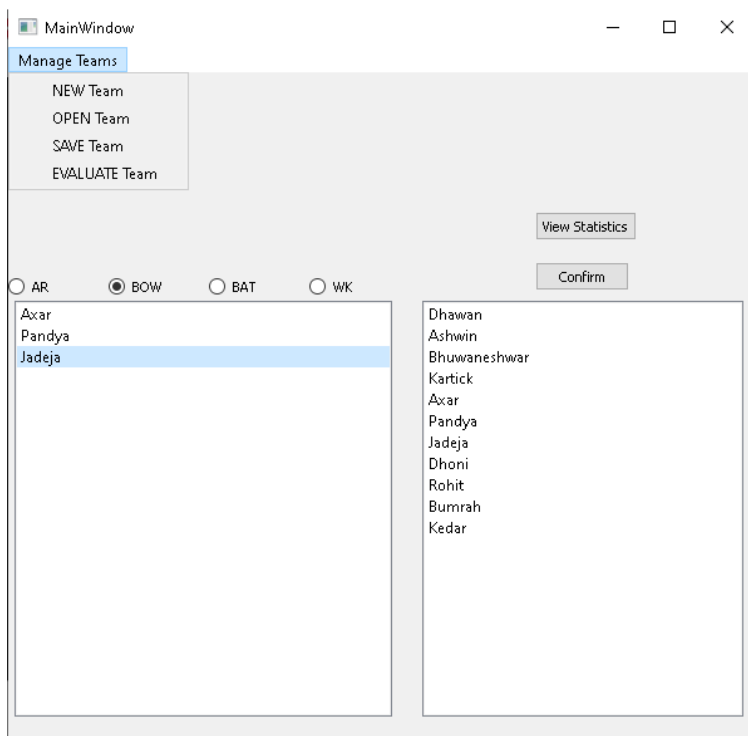 MainWindow
Manage Teams
NEW Team
OPEN Team
SAVE Team
EVALUATE Team
View Statistics
Confirm
AR BOW BAT WK
Axar
Pandya
Jadeja
Dhawan
Ashwin
Bhuwaneshwar
Kartick
Axar
Pandya
Jadeja
Dhoni
Rohit
Bumrah
Kedar